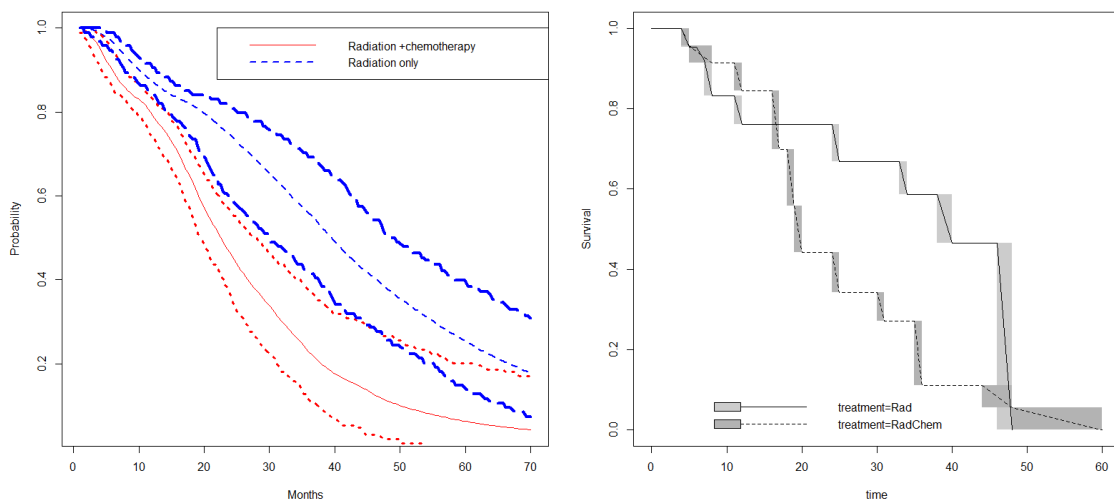 Radiation +chemotherapy
Radiation only
Probability
1.0
0.8
0.6
0.4
0.2
0 10 20 30 40 50 60 70
Months
Survival
1.0
0.8
0.6
0.4
0.2
0.0
treatment=Rad
treatment=RadChem
0 10 20 30 40 60
time